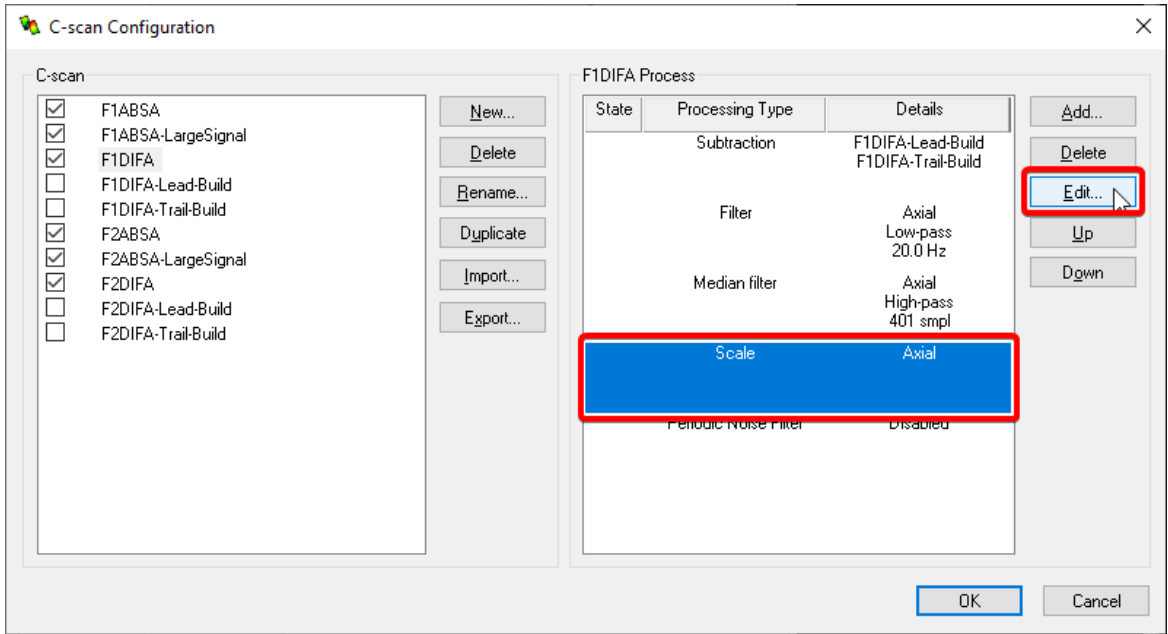 C-scan Configuration
C-scan
F1ABSA
F1ABSA-LargeSignal
F1DIFA
F1DIFA-Lead-Build
F1DIFA-Trail-Build
F2ABSA
F2ABSA-LargeSignal
F2DIFA
F2DIFA-Lead-Build
F2DIFA-Trail-Build
New...
Delete
Rename...
Duplicate
Import...
Export...
F1DIFA Process
State Processing Type Details
Subtraction F1DIFA-Lead-Build
F1DIFA-Trail-Build
Filter Axial
Low-pass
20.0 Hz
Median filter Axial
High-pass
401 smpl
Scale Axial
Periodic Noise Filter Disabled
Add...
Delete
Edit...
Up
Down
OK Cancel